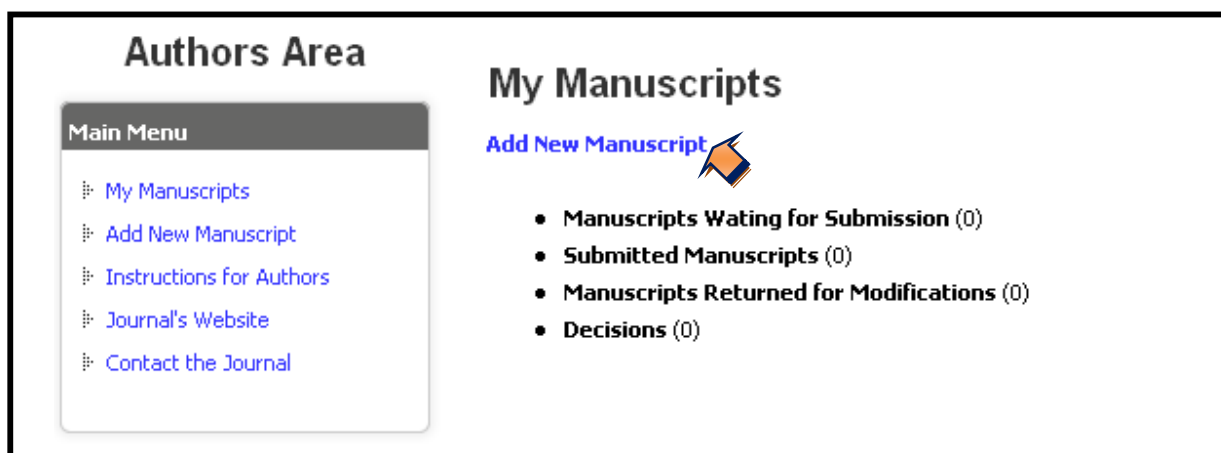 Authors Area
Main Menu
My Manuscripts
Add New Manuscript
Instructions for Authors
Journal's Website
Contact the Journal
My Manuscripts
Add New Manuscript
Manuscripts Wating for Submission (0)
Submitted Manuscripts (0)
Manuscripts Returned for Modifications (0)
Decisions (0)